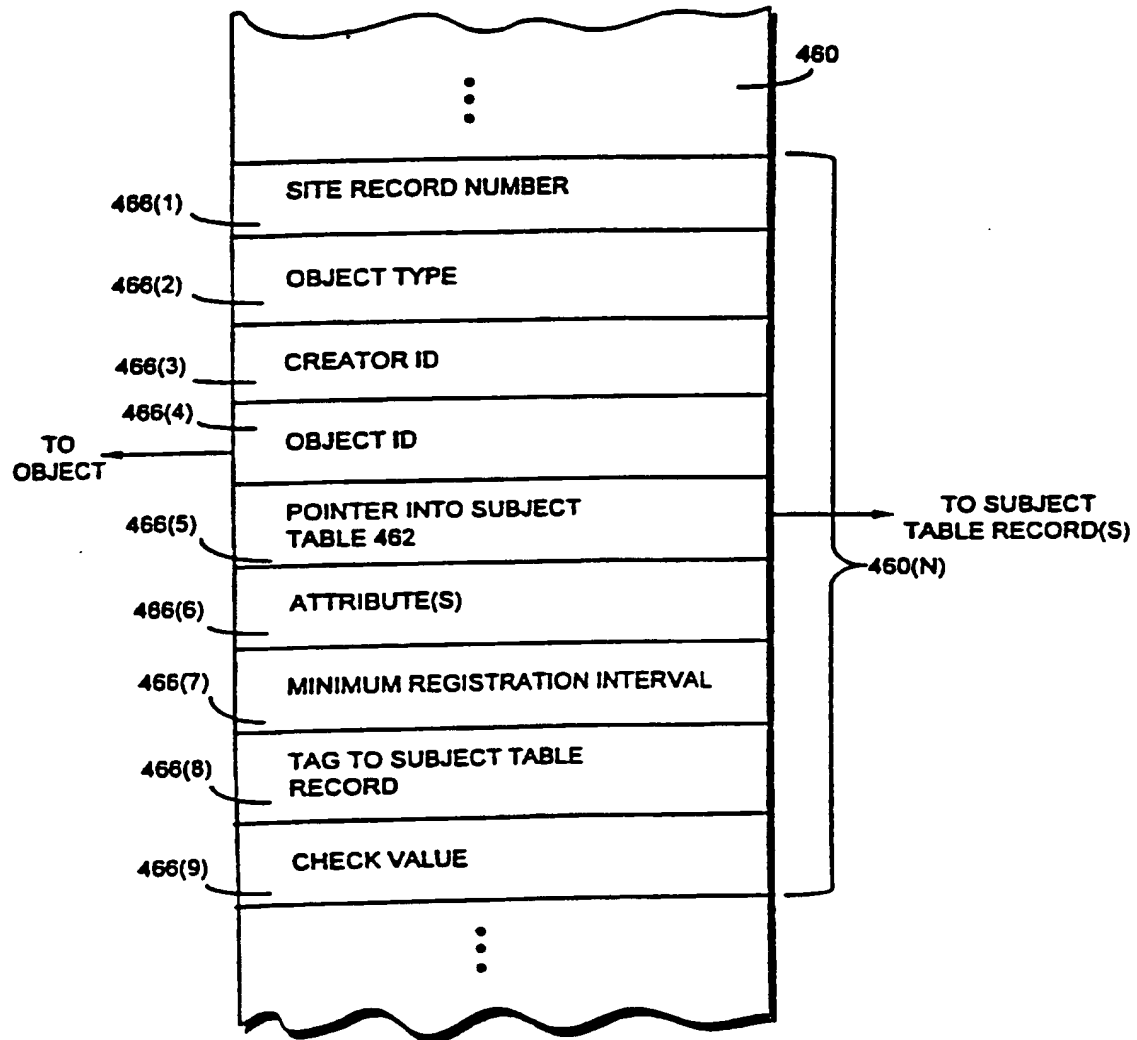 460
466(1)
SITE RECORD NUMBER
466(2)
OBJECT TYPE
466(3)
CREATOR ID
466(4)
OBJECT ID
TO
OBJECT
466(5)
POINTER INTO SUBJECT
TABLE 462
TO SUBJECT
TABLE RECORD(S)
460(N)
466(6)
ATTRIBUTE(S)
466(7)
MINIMUM REGISTRATION INTERVAL
466(8)
TAG TO SUBJECT TABLE
RECORD
466(9)
CHECK VALUE